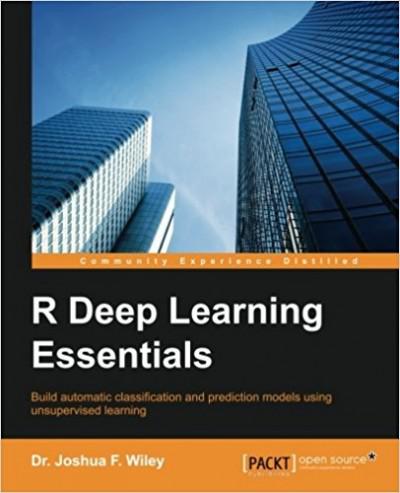 Community Experience Distilled
R Deep Learning
Essentials
Build automatic classification and prediction models using
unsupervised learning
Dr. Joshua F. Wiley
[PACKT] open source*
PUBLISHING